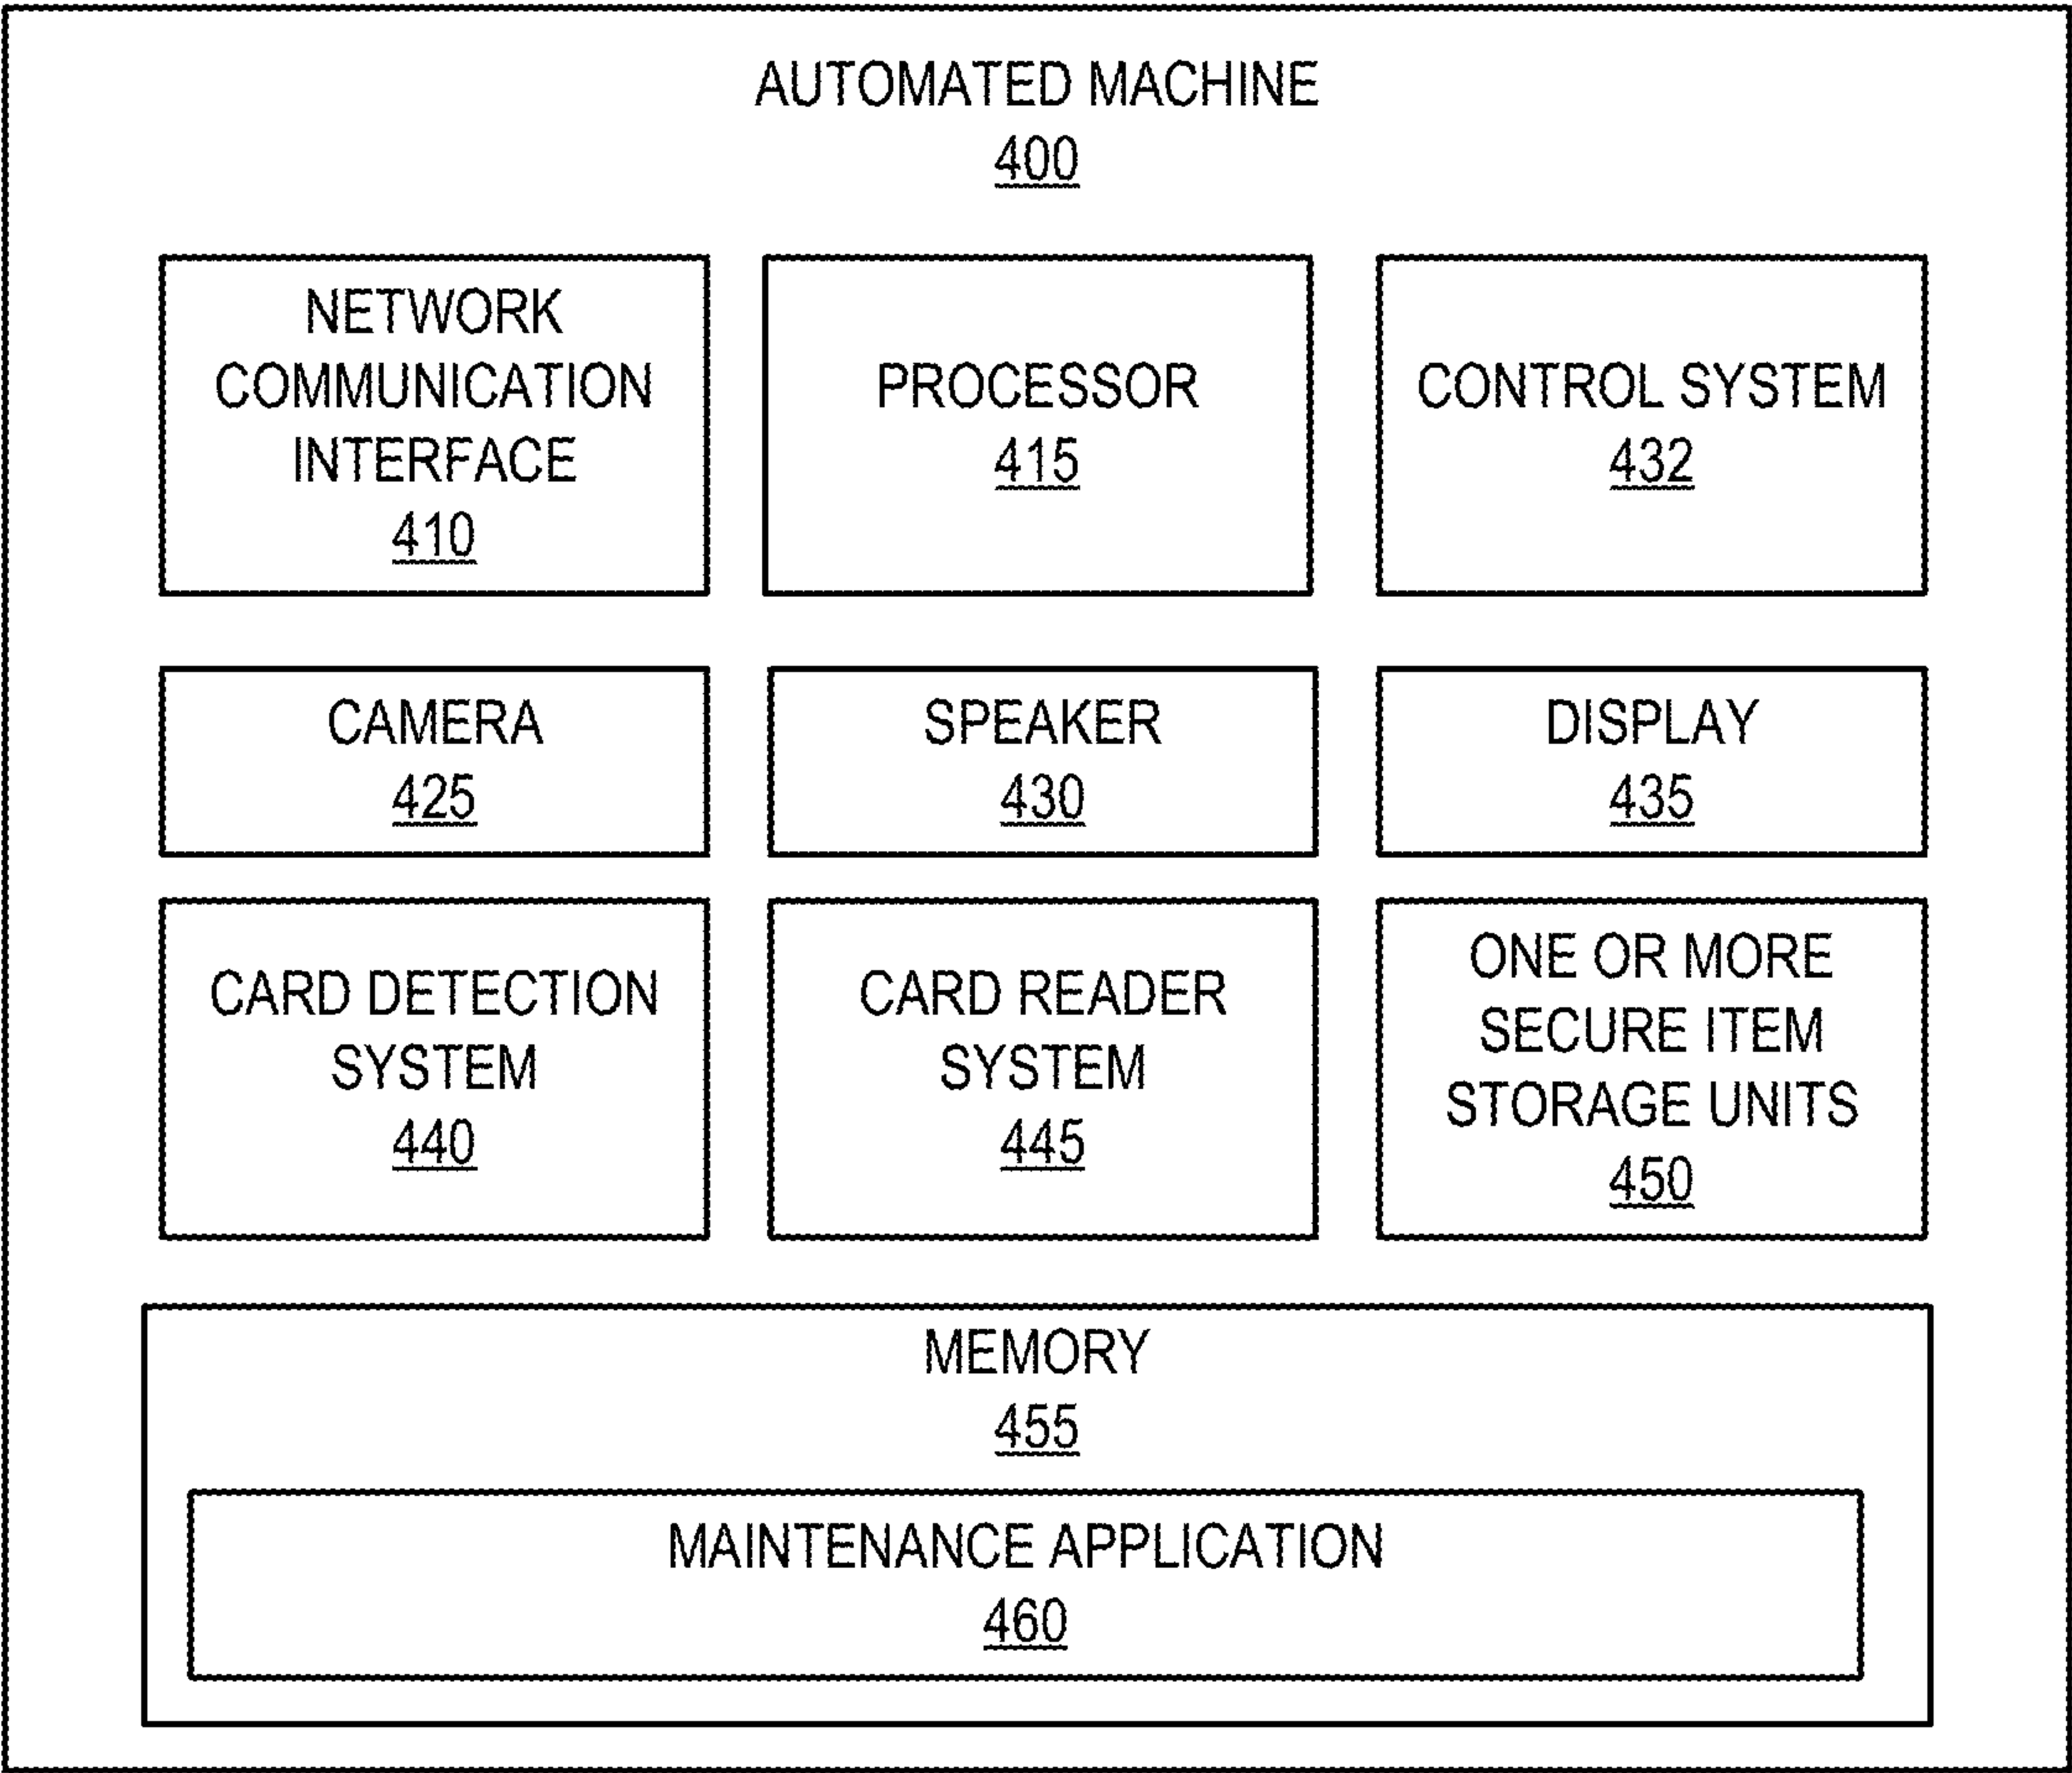 AUTOMATED MACHINE
400
NETWORK
COMMUNICATION
INTERFACE
410
PROCESSOR
415
CONTROL SYSTEM
432
CAMERA
425
SPEAKER
430
DISPLAY
435
CARD DETECTION
SYSTEM
440
CARD READER
SYSTEM
445
ONE OR MORE
SECURE ITEM
STORAGE UNITS
450
MEMORY
455
MAINTENANCE APPLICATION
460